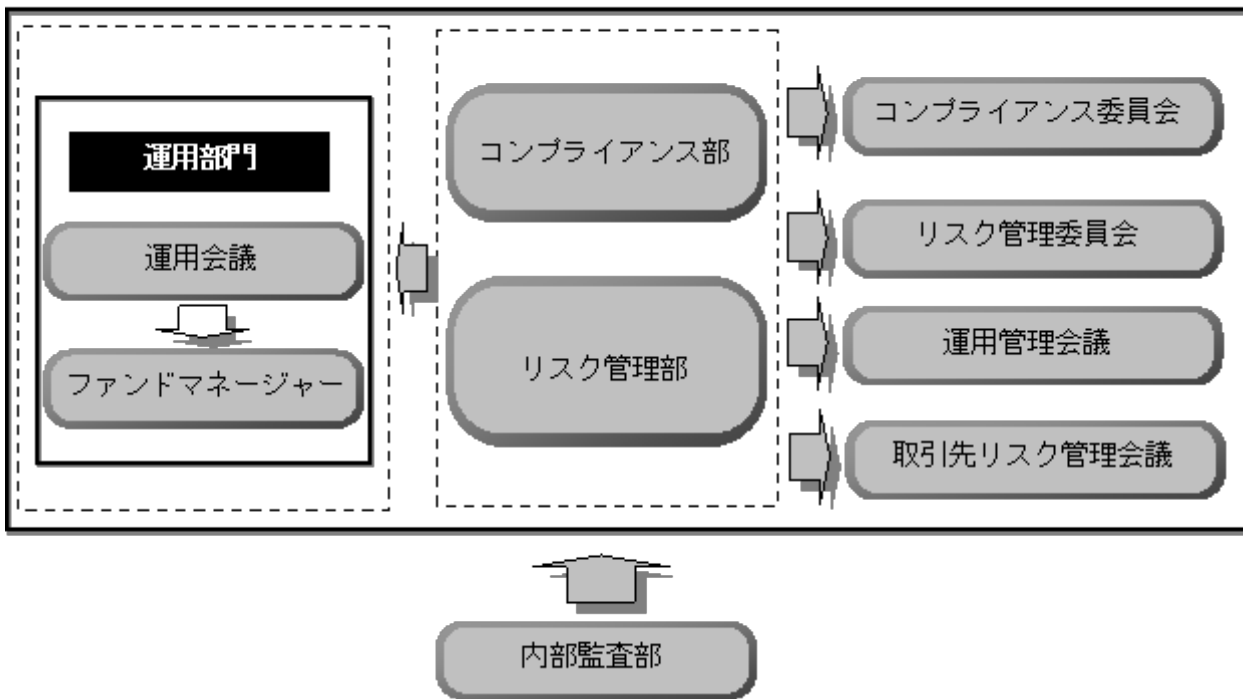 運用部門
運用会議
ファンドマネージャー
コンプライアンス部
リスク管理部
コンプライアンス委員会
リスク管理委員会
運用管理会議
取引先リスク管理会議
内部監査部